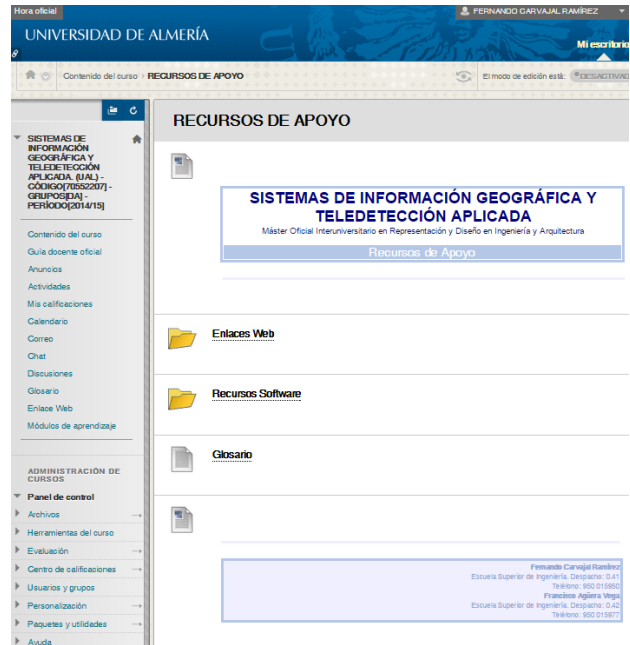 Hora oficial
FERNANDO CARVAJAL RAMÍREZ
UNIVERSIDAD DE ALMERÍA
Mi escritorio
Contenido del curso
RECURSOS DE APOYO
El modo de edición está:
DESACTIVAD
RECURSOS DE APOYO
SISTEMAS DE
INFORMACIÓN
GEOGRÁFICA Y
TELEDETECCIÓN
APLICADA. (UAL) -
CÓDIGO[70552207] -
GRUPOS[DA] -
PERÍODO[2014/15]
Contenido del curso
Guía docente oficial
Anuncios
Actividades
Mis calificaciones
Calendario
Correo
Chat
Discusiones
Glosario
Enlace Web
Módulos de aprendizaje
ADMINISTRACIÓN DE
CURSOS
Panel de control
Archivos
Herramientas del curso
Evaluación
Centro de calificaciones
Usuarios y grupos
Personalización
Paquetes y utilidades
Ayuda
SISTEMAS DE INFORMACIÓN GEOGRÁFICA Y
TELEDETECCIÓN APLICADA
Máster Oficial Interuniversitario en Representación y Diseño en Ingeniería y Arquitectura
Recursos de Apoyo
Enlaces Web
Recursos Software
Glosario
Fernando Carvajal Ramírez
Escuela Superior de Ingeniería. Despacho: 0.41
Teléfono: 950 015950
Francisco Agüera Vega
Escuela Superior de Ingeniería. Despacho: 0.42
Teléfono: 950 015977